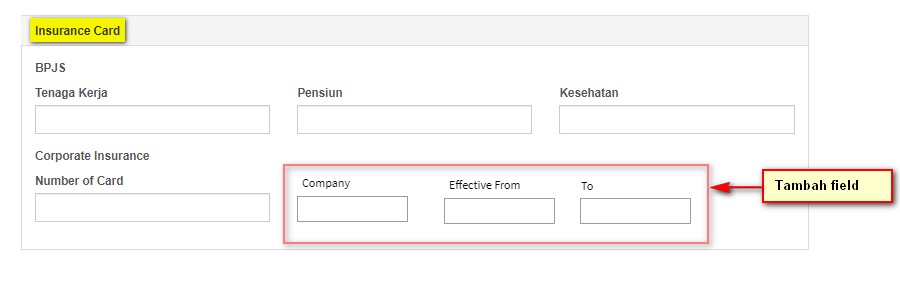 Insurance Card
BPJS
Tenaga Kerja Pensiun Kesehatan
Corporate Insurance
Number of Card Company Effective From To
Tambah field